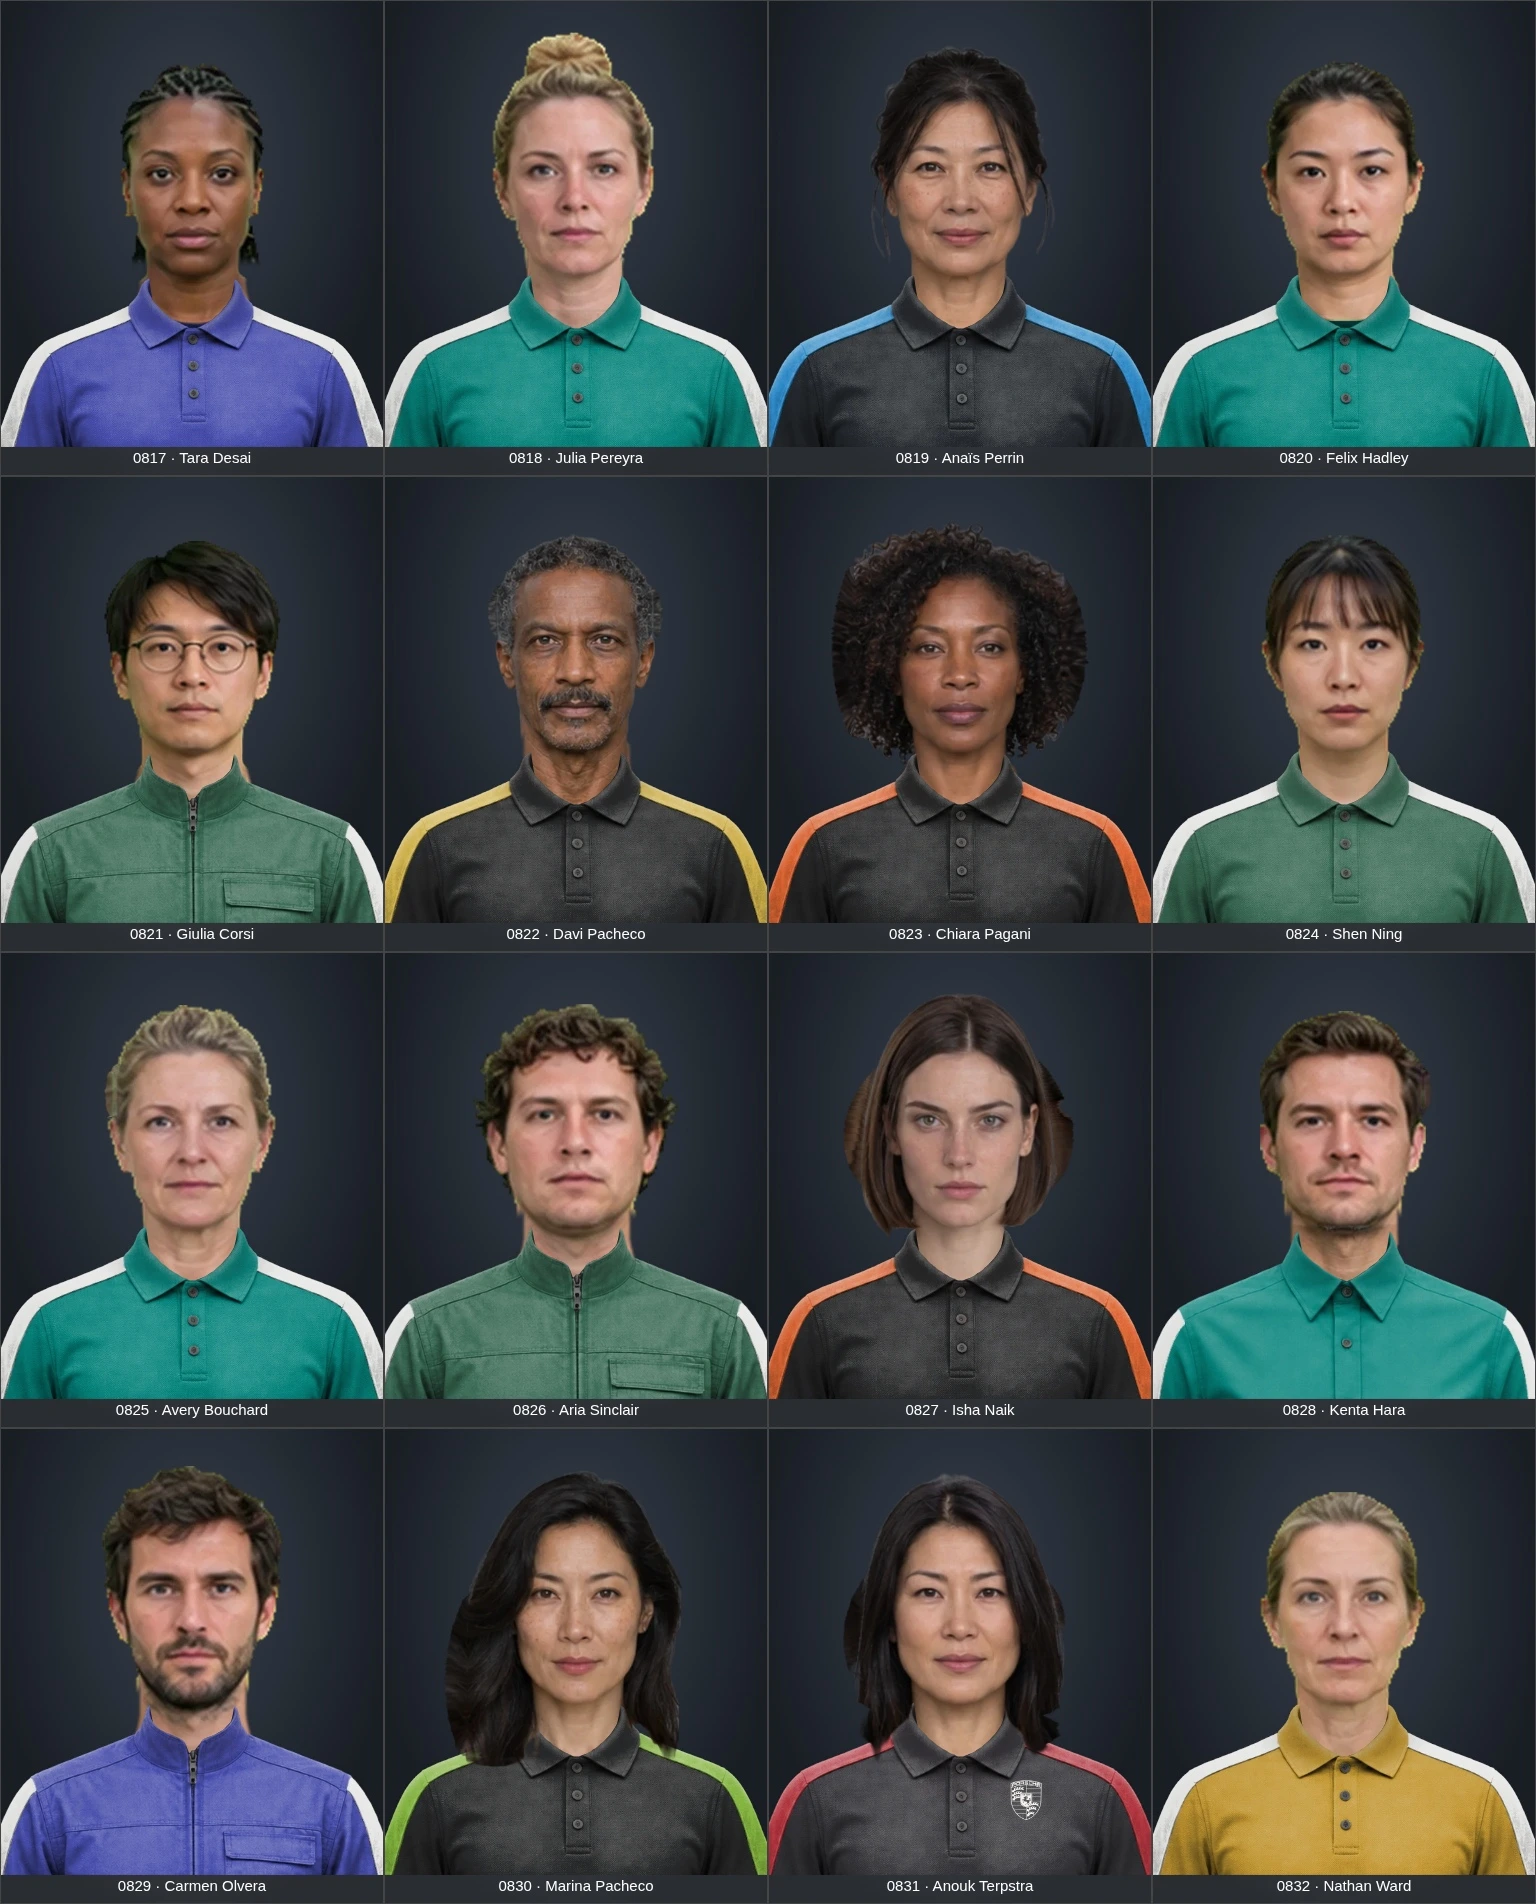 0817 · Tara Desai
0818 · Julia Pereyra
0819 · Anaïs Perrin
0820 · Felix Hadley
0821 · Giulia Corsi
0822 · Davi Pacheco
0823 · Chiara Pagani
0824 · Shen Ning
0825 · Avery Bouchard
0826 · Aria Sinclair
0827 · Isha Naik
0828 · Kenta Hara
0829 · Carmen Olvera
0830 · Marina Pacheco
PORSCHE
0831 · Anouk Terpstra
0832 · Nathan Ward